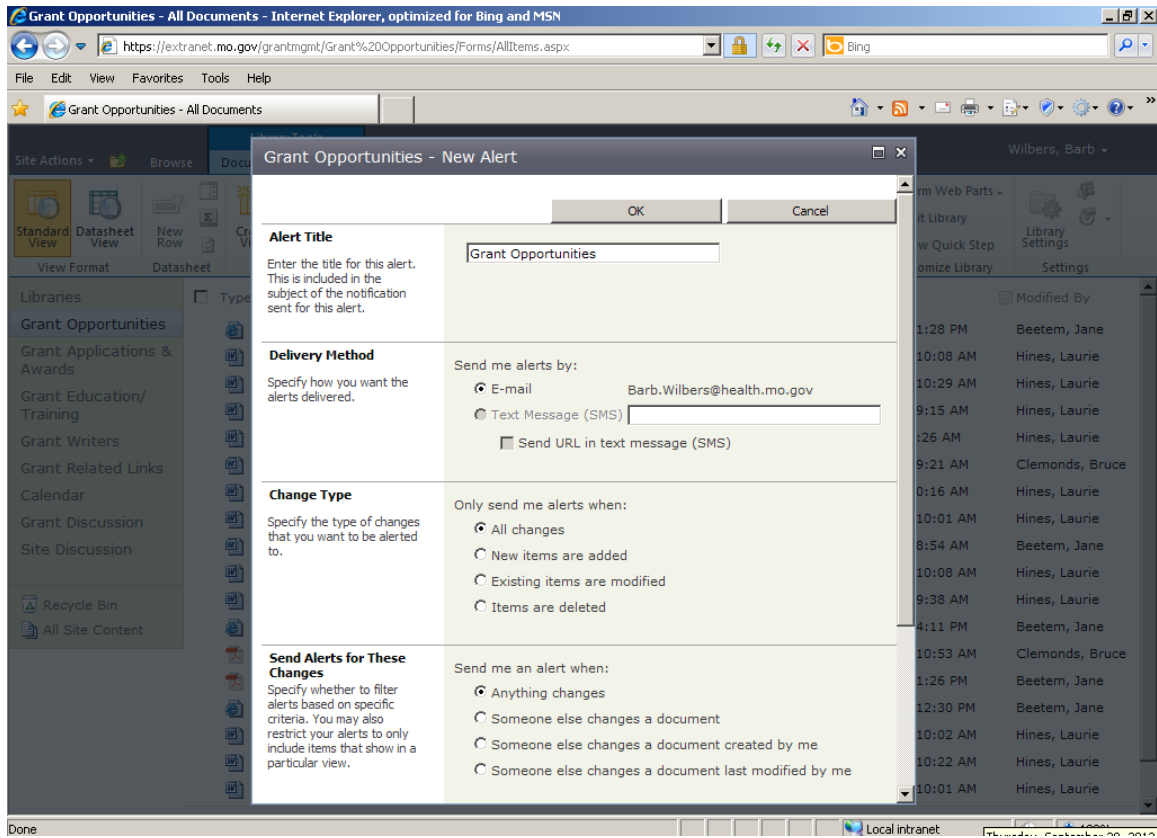 Grant Opportunities - All Documents - Internet Explorer, optimized for Bing and MSN
https://extranet.mo.gov/grantmgmt/Grant%20Opportunities/Forms/AllItems.aspx
Bing
File Edit View Favorites Tools Help
Grant Opportunities - All Documents
Library Tools
Site Actions Browse Docu
Wilbers, Barb
Grant Opportunities - New Alert
Standard View
Datasheet View
New Row
Cr
Vi
rm Web Parts
it Library
w Quick Step
Library Settings
View Format Datasheet
omize Library Settings
OK Cancel
Alert Title
Enter the title for this alert.
This is included in the
subject of the notification
sent for this alert.
Grant Opportunities
Delivery Method
Specify how you want the
alerts delivered.
Send me alerts by:
E-mail Barb.Wilbers@health.mo.gov
Text Message (SMS)
Send URL in text message (SMS)
Change Type
Specify the type of changes
that you want to be alerted
to.
Only send me alerts when:
All changes
New items are added
Existing items are modified
Items are deleted
Send Alerts for These
Changes
Specify whether to filter
alerts based on specific
criteria. You may also
restrict your alerts to only
include items that show in a
particular view.
Send me an alert when:
Anything changes
Someone else changes a document
Someone else changes a document created by me
Someone else changes a document last modified by me
Libraries
Grant Opportunities
Grant Applications &
Awards
Grant Education/
Training
Grant Writers
Grant Related Links
Calendar
Grant Discussion
Site Discussion
Recycle Bin
All Site Content
Type
Modified By
1:28 PM Beetem, Jane
10:08 AM Hines, Laurie
10:29 AM Hines, Laurie
9:15 AM Hines, Laurie
:26 AM Hines, Laurie
9:21 AM Clemonds, Bruce
0:16 AM Hines, Laurie
10:01 AM Hines, Laurie
8:54 AM Beetem, Jane
10:08 AM Hines, Laurie
9:38 AM Hines, Laurie
4:11 PM Beetem, Jane
10:53 AM Clemonds, Bruce
1:26 PM Beetem, Jane
12:30 PM Beetem, Jane
10:02 AM Hines, Laurie
10:22 AM Hines, Laurie
10:01 AM Hines, Laurie
Done
Local intranet